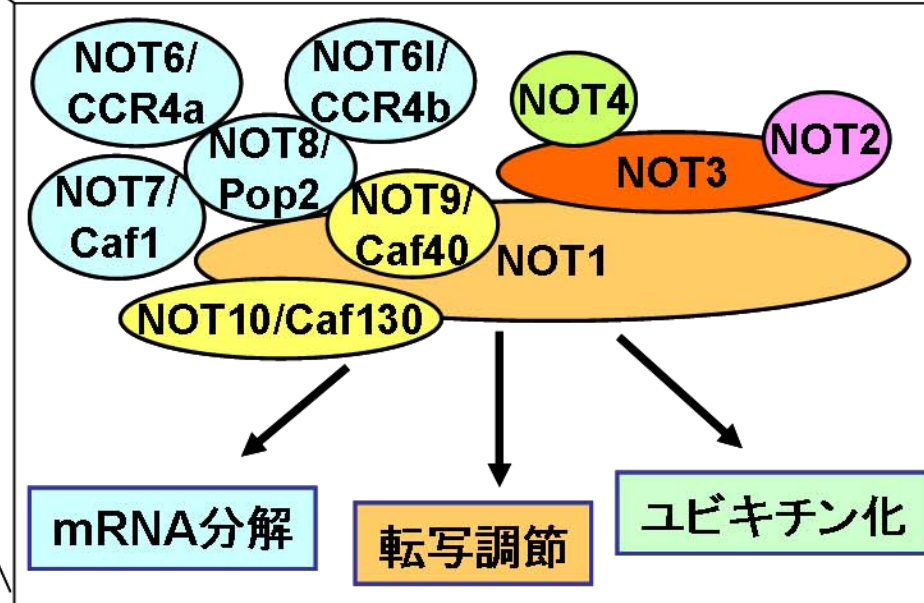 NOT6/
CCR4a
NOT6l/
CCR4b
NOT4
NOT2
NOT8/
Pop2
NOT3
NOT7/
Caf1
NOT9/
Caf40
NOT1
NOT10/Caf130
mRNA分解
転写調節
ユビキチン化